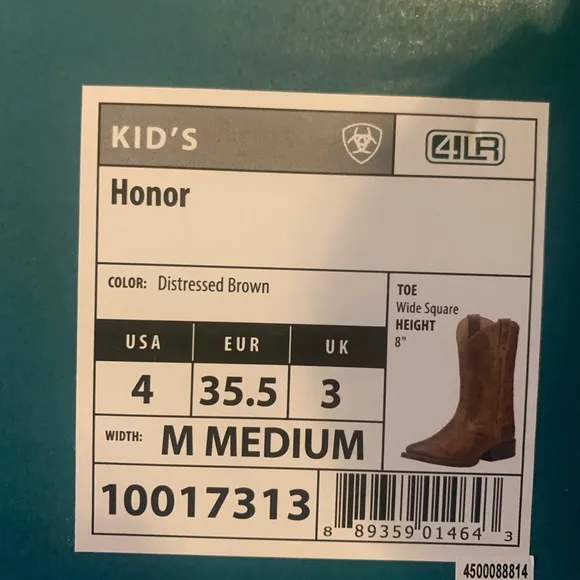 KID'S
4LR
Honor
COLOR: Distressed Brown
TOE
Wide Square
HEIGHT
8"
USA EUR UK
4 35.5 3
WIDTH: M MEDIUM
10017313
8 89359 01464 3
4500088814